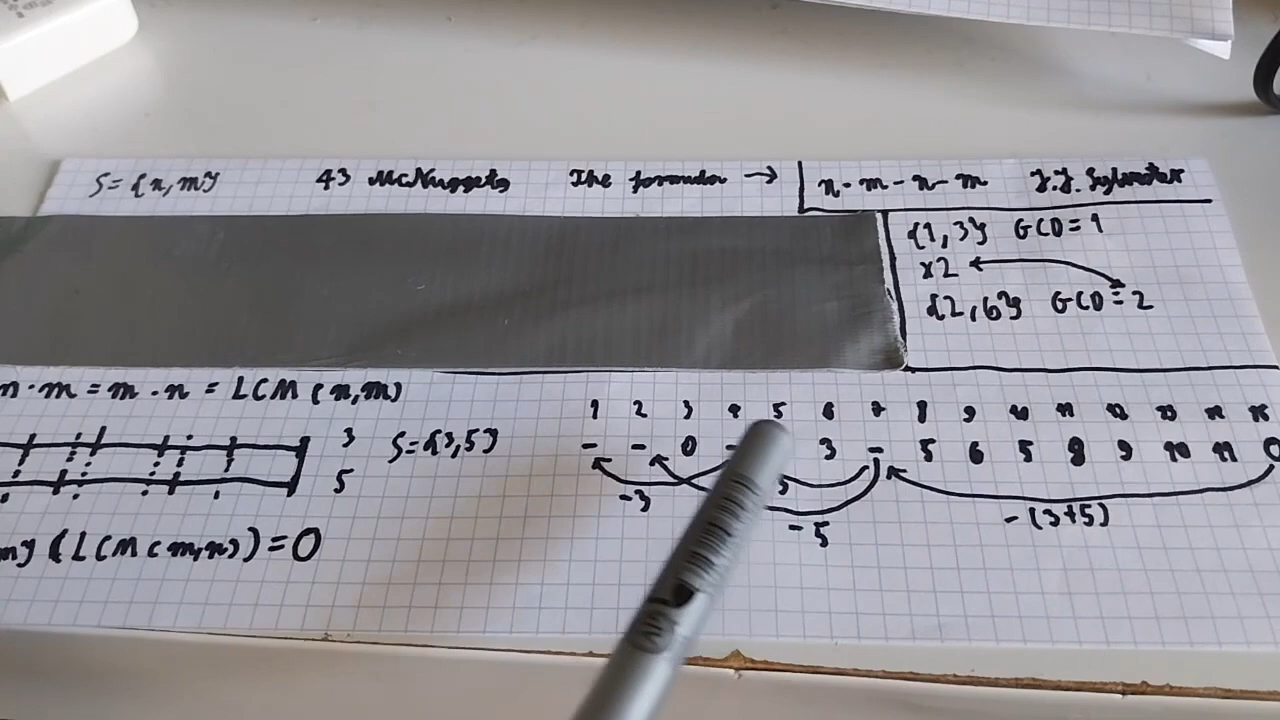 S={n,m} 43 McNuggets The formula → n·m-n-m J.J. Sylvester
{1,3} GCD=1
x2
{2,6} GCD=2
n·m=m·n=LCM(n,m)
1 2 3 4 5 6 7 8 9 10 11 12 13 14 15
3 S={3,5} - - 0 - 3 - 5 6 5 8 9 10 11 0
5
-3 -5 -(3+5)
(LCM(m,n))=0